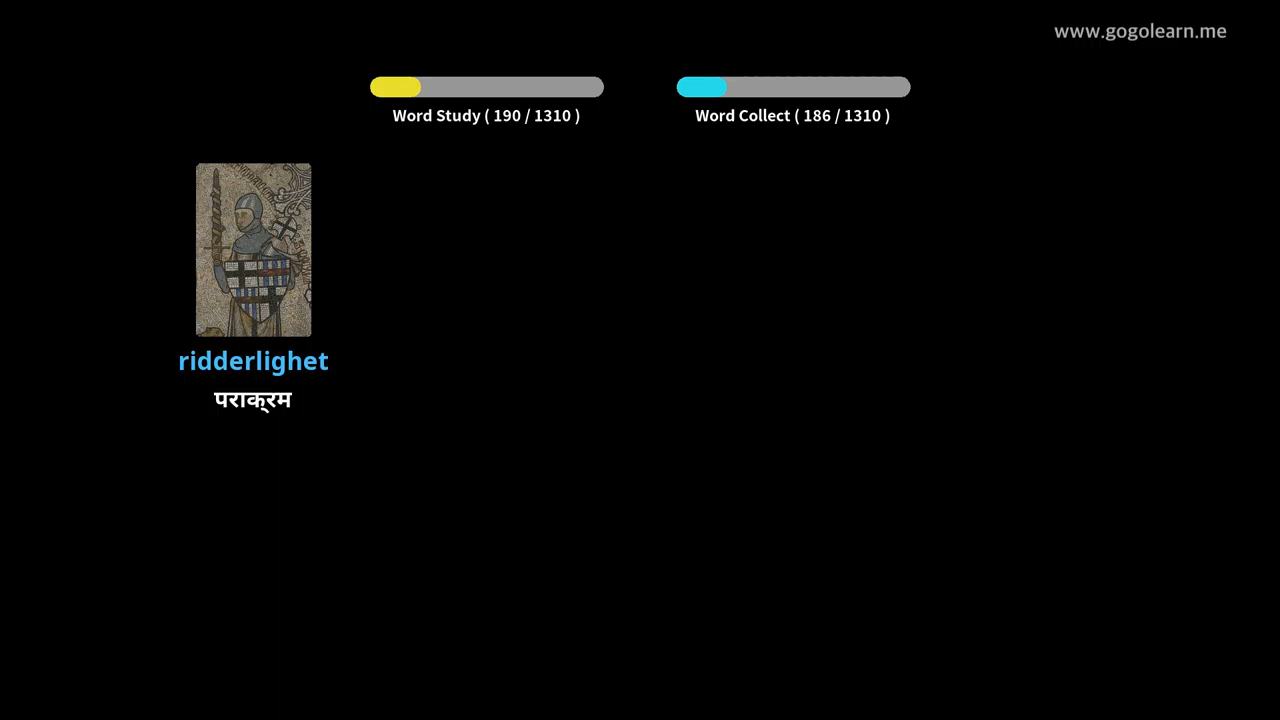 www.gogolearn.me
Word Study ( 190 / 1310 )
Word Collect ( 186 / 1310 )
ridderlighet
पराक्रम